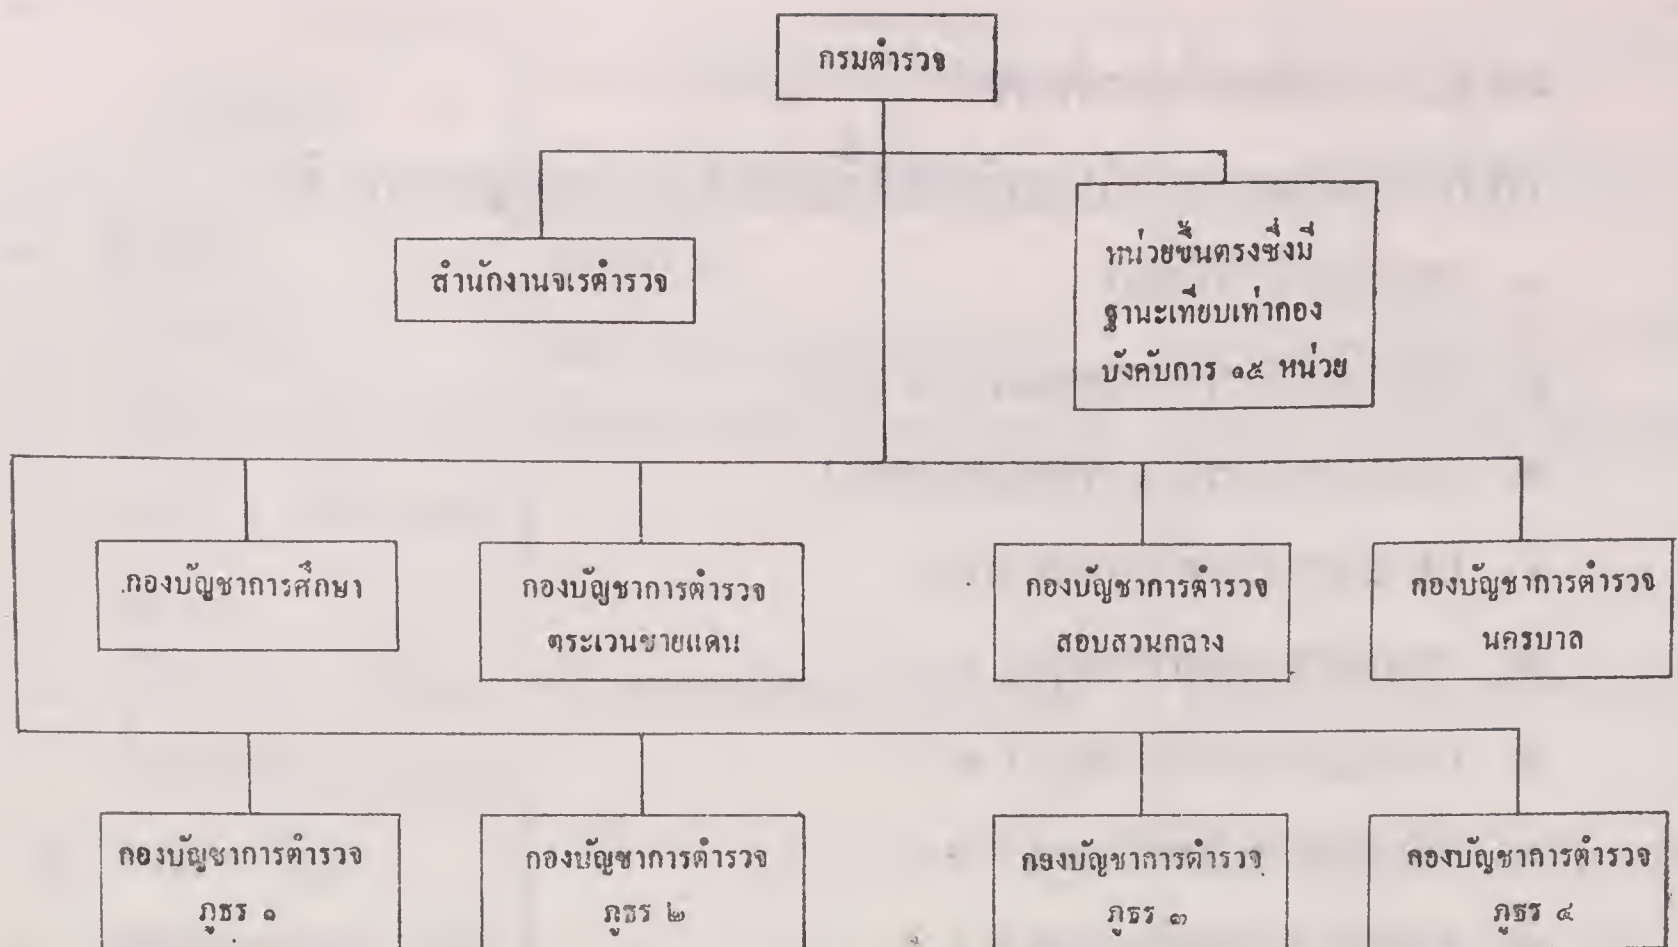 กรมตำรวจ
สำนักงานจเรตำรวจ
หน่วยขึ้นตรงซึ่งมี
ฐานะเทียบเท่ากอง
บังคับการ ๑๕ หน่วย
กองบัญชาการศึกษา
กองบัญชาการตำรวจ
ตระเวนชายแดน
กองบัญชาการตำรวจ
สอบสวนกลาง
กองบัญชาการตำรวจ
นครบาล
กองบัญชาการตำรวจ
ภูธร ๑
กองบัญชาการตำรวจ
ภูธร ๒
กองบัญชาการตำรวจ
ภูธร ๓
กองบัญชาการตำรวจ
ภูธร ๔